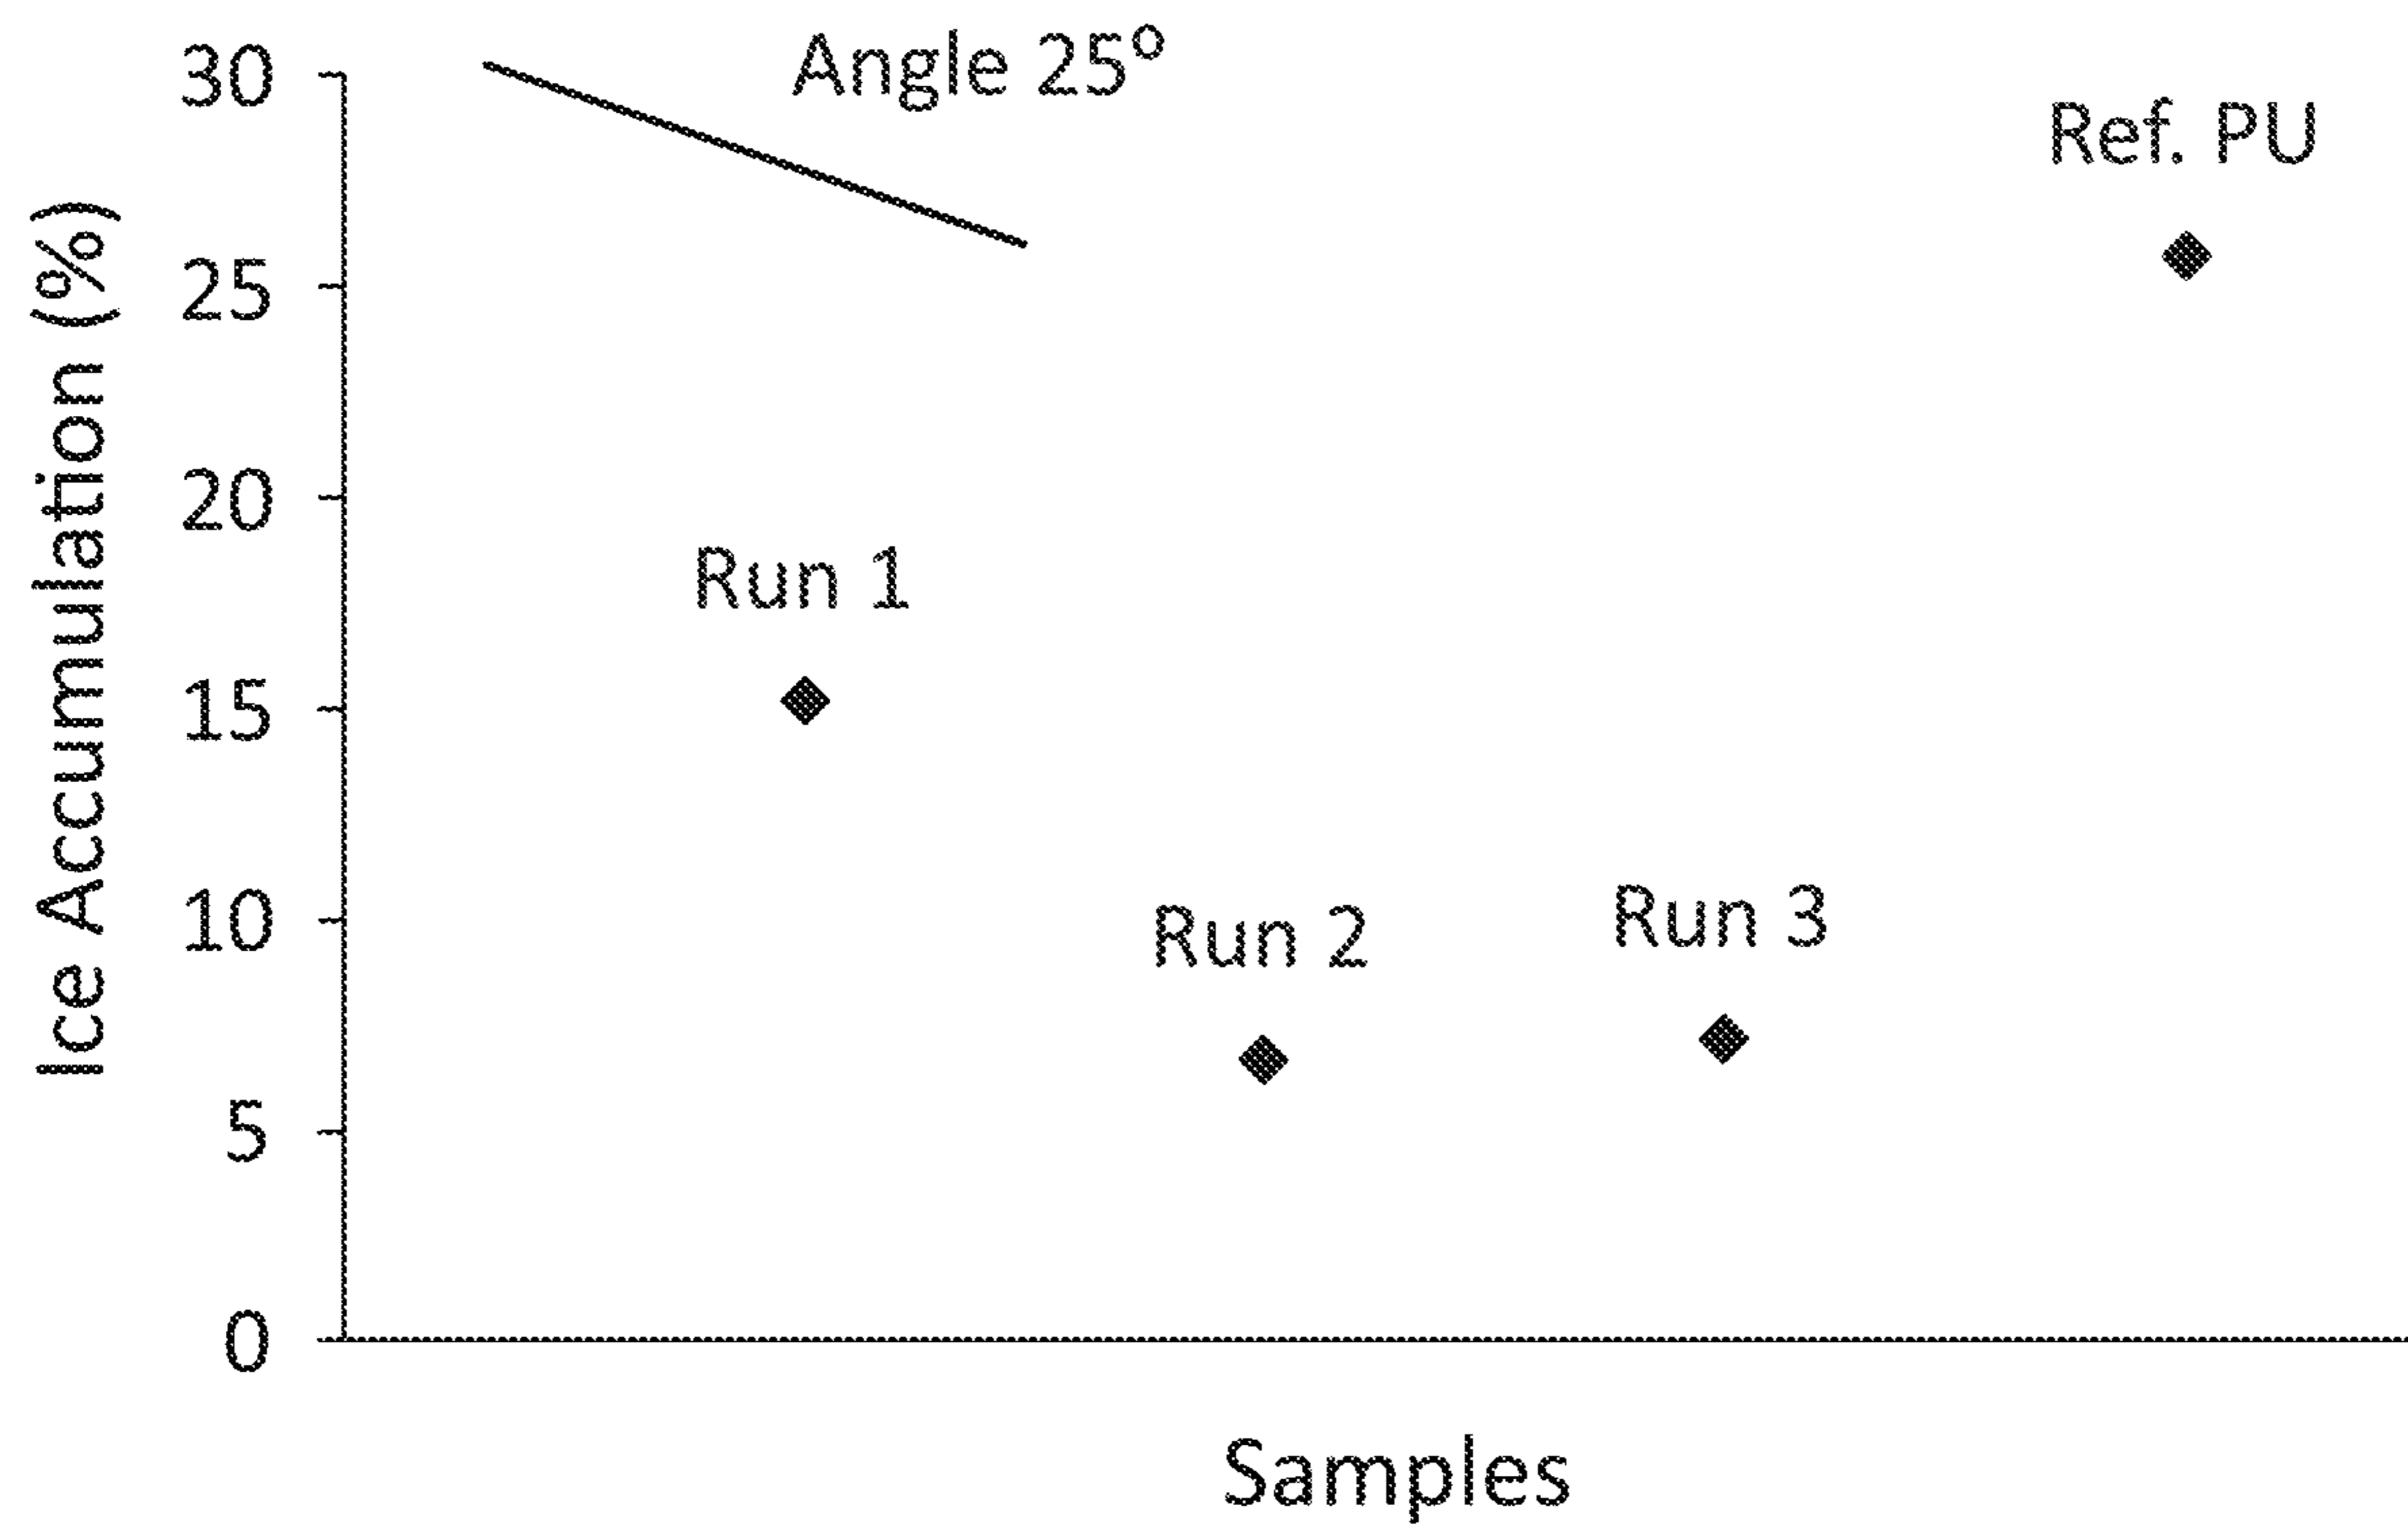 Ice Accumulation (%)
30
25
20
15
10
5
0
Angle 25º
Ref. PU
Run 1
Run 2
Run 3
Samples